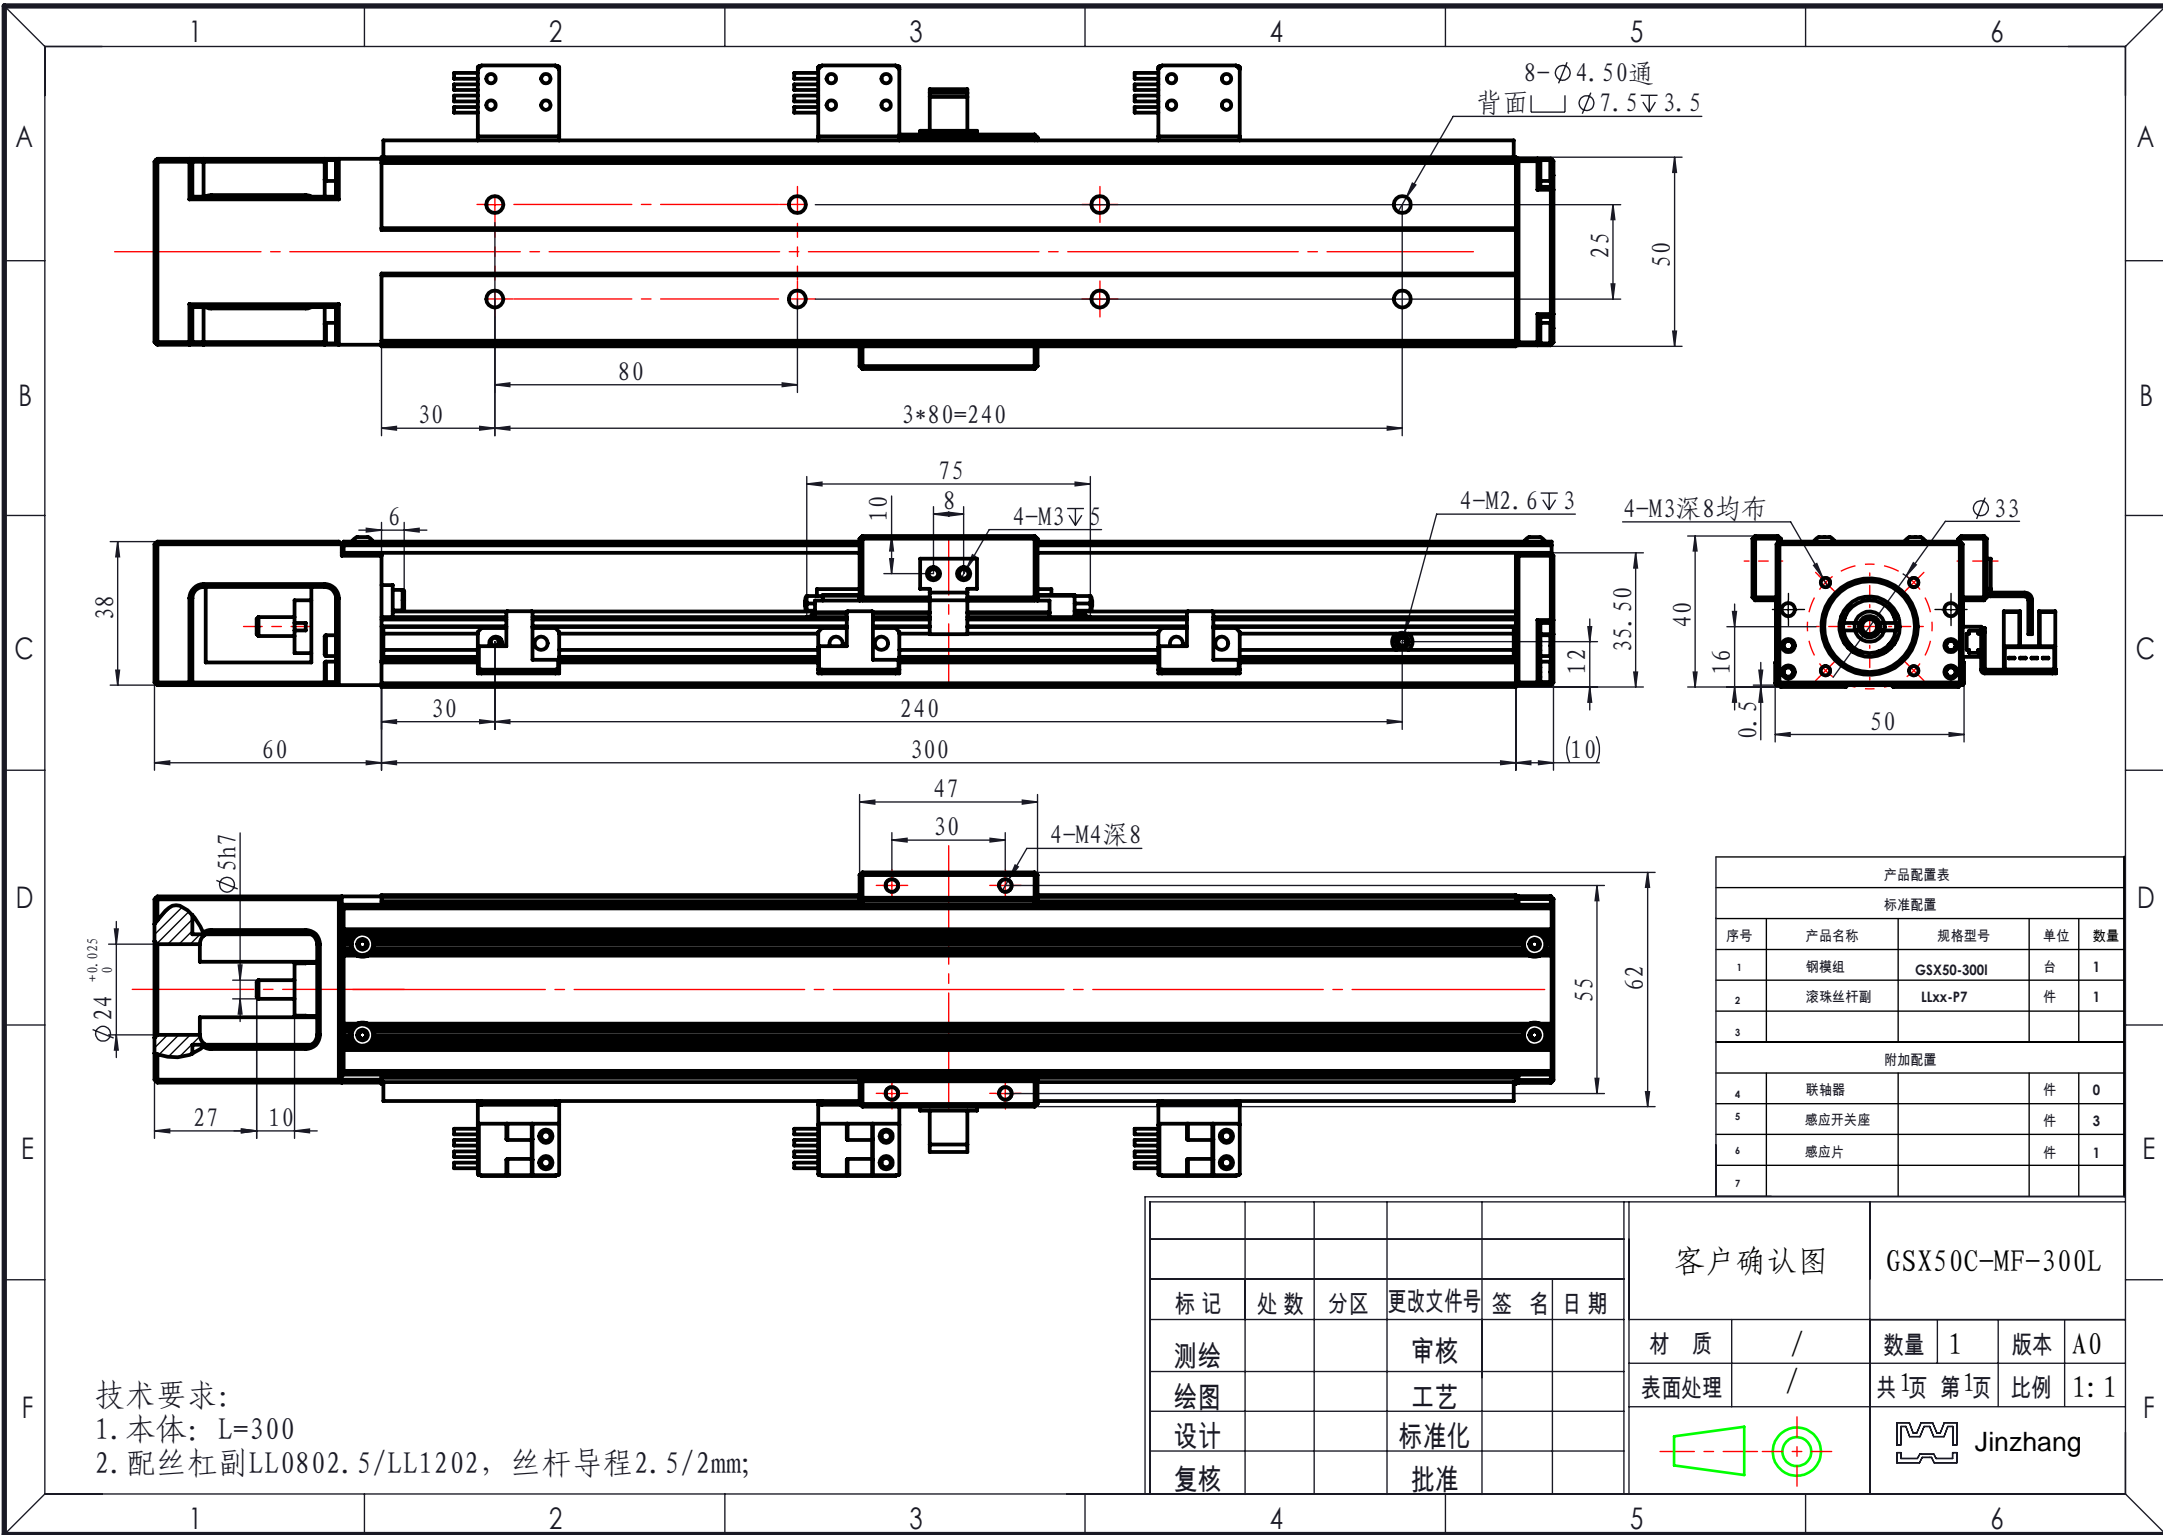 1 2 3 4 5 6
A
A
B
B
C
C
D
D
E
E
F
F
8-∅4.50通
背面⌴∅7.5↧3.5
25
50
80
30
3*80=240
75
8
10
6
4-M3↧5
4-M2.6↧3
38
35.50
12
30
240
60
300
(10)
4-M3深8均布
∅33
40
16
0.5
50
47
30
4-M4深8
∅5h7
∅24 +0.025 0
27
10
55
62
产品配置表
标准配置
序号 产品名称 规格型号 单位 数量
1 钢模组 GSX50-300l 台 1
2 滚珠丝杆副 LLxx-P7 件 1
3
附加配置
4 联轴器 件 0
5 感应开关座 件 3
6 感应片 件 1
7
客户确认图 GSX50C-MF-300L
标记 处数 分区 更改文件号 签 名 日期
测绘 审核
绘图 工艺
设计 标准化
复核 批准
材 质 / 数量 1 版本 A0
表面处理 / 共1页 第1页 比例 1:1
Jinzhang
技术要求:
1.本体: L=300
2.配丝杠副LL0802.5/LL1202, 丝杆导程2.5/2mm;
1 2 3 4 5 6